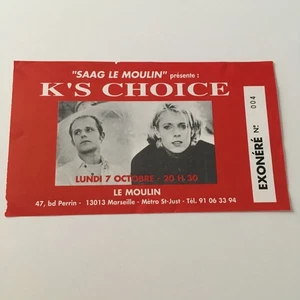 "SAAG LE MOULIN" présente :
K'S CHOICE
LUNDI 7 OCTOBRE - 20 H 30
LE MOULIN
47, bd Perrin - 13013 Marseille - Métro St-Just - Tél. 91 06 33 94
EXONÉRÉ Nº 004